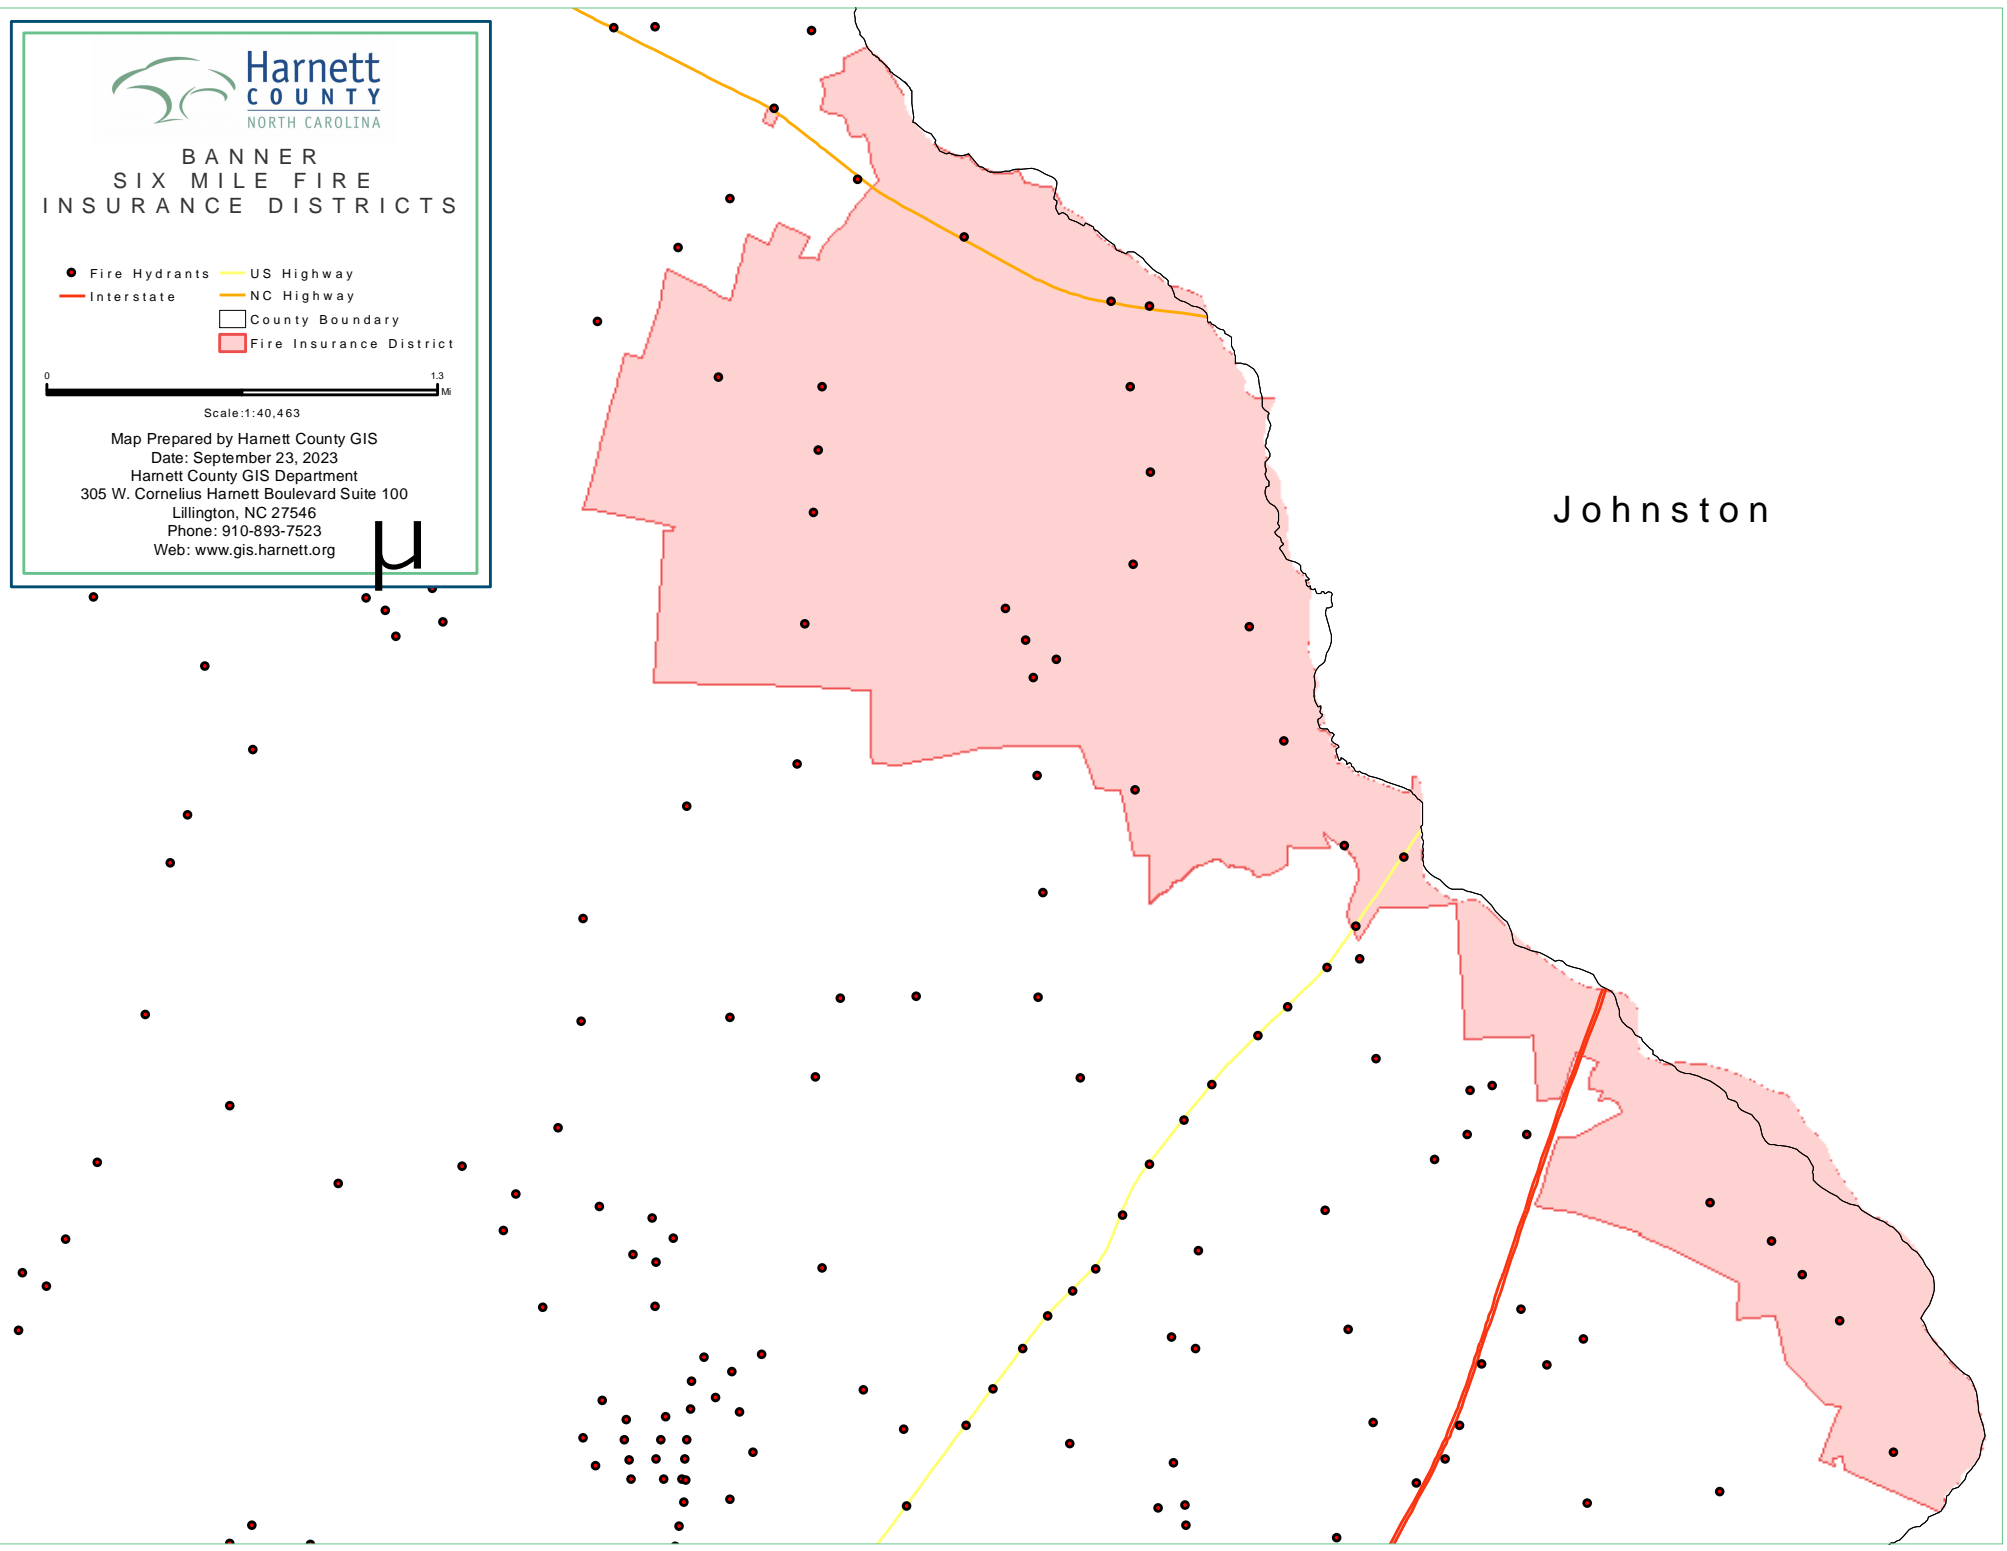 Harnett
COUNTY
NORTH CAROLINA
BANNER
SIX MILE FIRE
INSURANCE DISTRICTS
Fire Hydrants
Interstate
US Highway
NC Highway
County Boundary
Fire Insurance District
0 1.3
Mi
Scale:1:40,463
Map Prepared by Harnett County GIS
Date: September 23, 2023
Harnett County GIS Department
305 W. Cornelius Harnett Boulevard Suite 100
Lillington, NC 27546
Phone: 910-893-7523
Web: www.gis.harnett.org
µ
Johnston